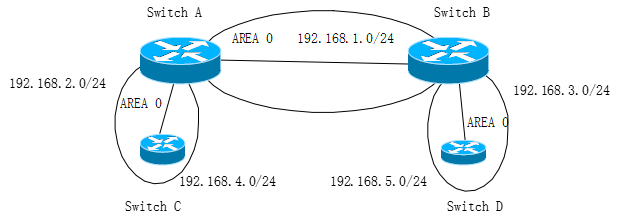 Switch A
Switch B
AREA 0
192.168.1.0/24
192.168.2.0/24
192.168.3.0/24
AREA 0
AREA 0
192.168.4.0/24
192.168.5.0/24
Switch C
Switch D